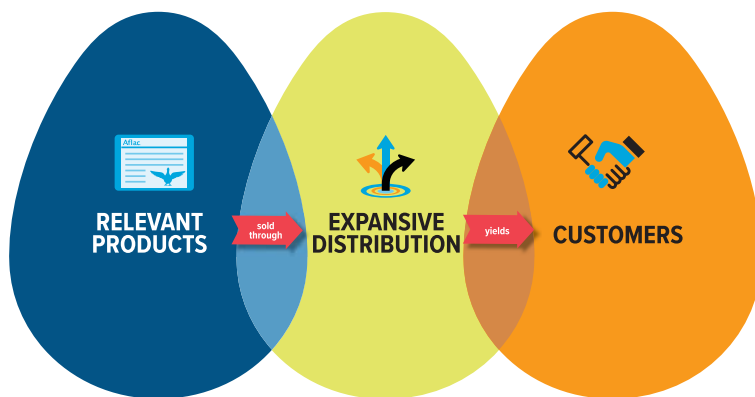 Aflac
RELEVANT
PRODUCTS
sold
through
EXPANSIVE
DISTRIBUTION
yields
CUSTOMERS